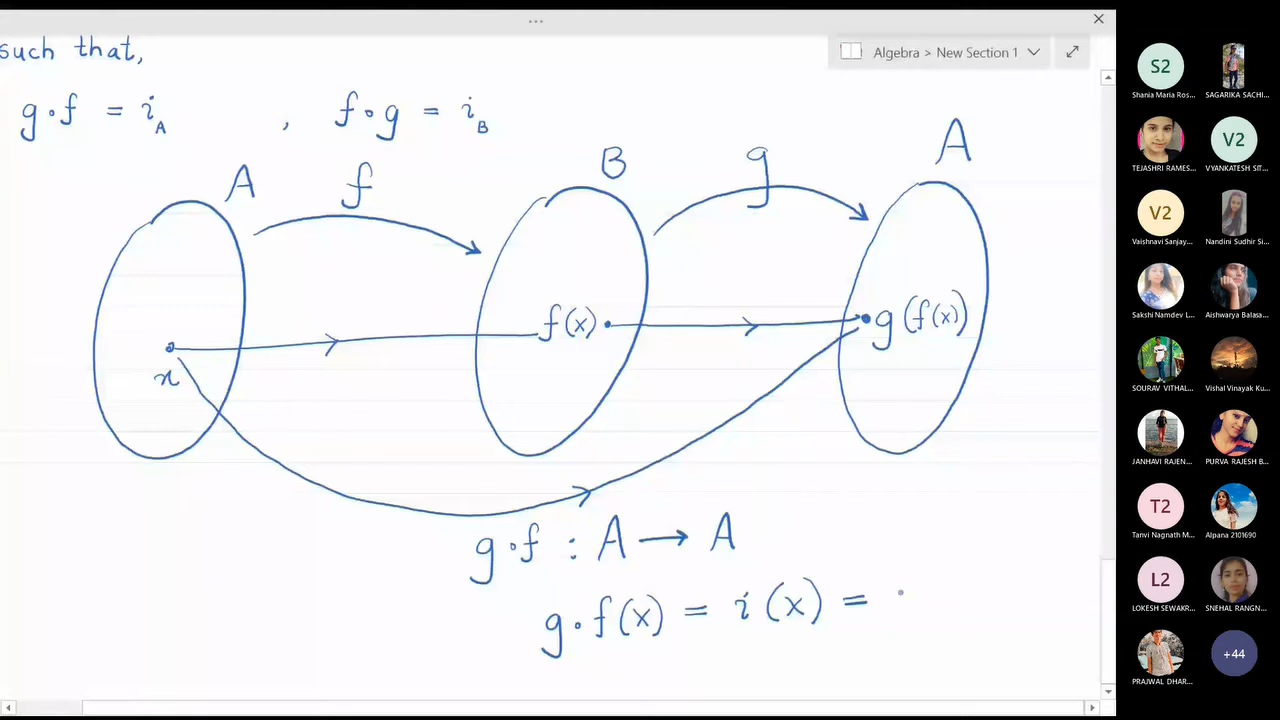 such that,
Algebra > New Section 1
g∘f = i_A , f∘g = i_B
A f B g A
x f(x) g(f(x))
g∘f : A → A
g∘f(x) = i(x) =
S2
Shania Maria Ros...
SAGARIKA SACHI...
TEJASHRI RAMES...
V2
VYANKATESH SIT...
V2
Vaishnavi Sanjay...
Nandini Sudhir Si...
Sakshi Namdev L...
Aishwarya Balasa...
SOURAV VITHAL...
Vishal Vinayak Ku...
JANHAVI RAJEN...
PURVA RAJESH B...
T2
Tanvi Nagnath M...
Alpana 2101690
L2
LOKESH SEWAKR...
SNEHAL RANGN...
PRAJWAL DHAR...
+44